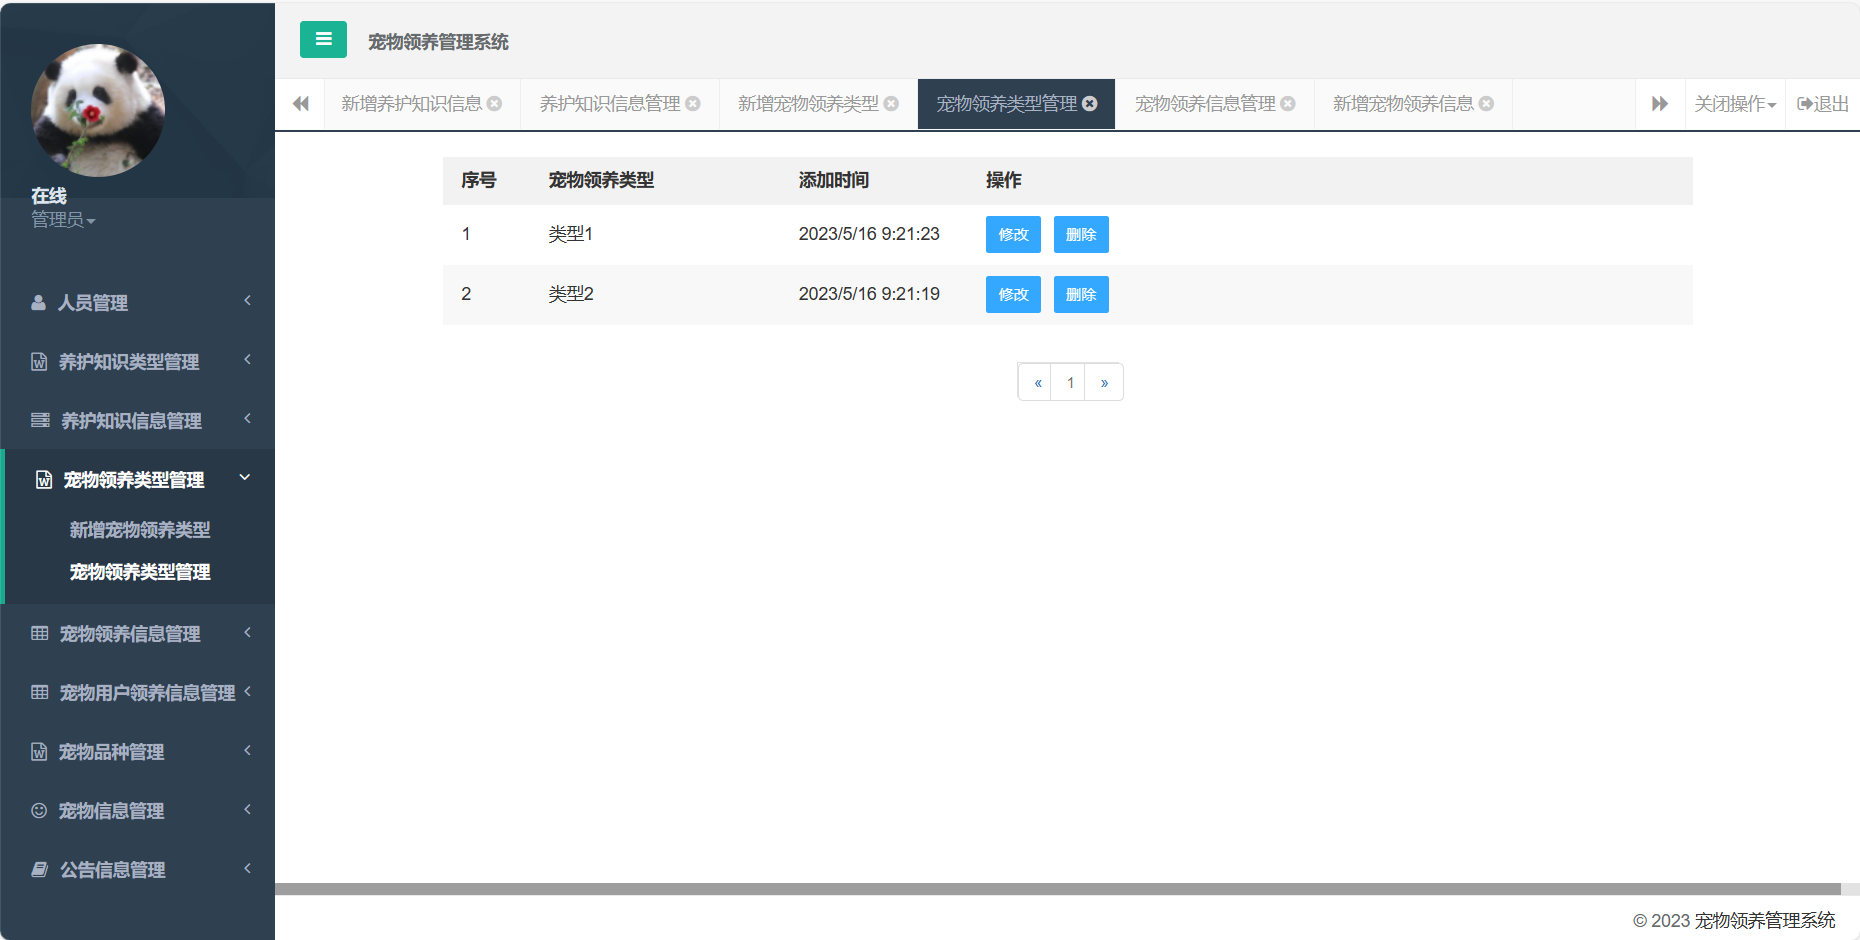 宠物领养管理系统
新增养护知识信息 养护知识信息管理 新增宠物领养类型 宠物领养类型管理 宠物领养信息管理 新增宠物领养信息 关闭操作 退出
在线
管理员
人员管理
养护知识类型管理
养护知识信息管理
宠物领养类型管理
新增宠物领养类型
宠物领养类型管理
宠物领养信息管理
宠物用户领养信息管理
宠物品种管理
宠物信息管理
公告信息管理
序号 宠物领养类型 添加时间 操作
1 类型1 2023/5/16 9:21:23 修改 删除
2 类型2 2023/5/16 9:21:19 修改 删除
« 1 »
© 2023 宠物领养管理系统